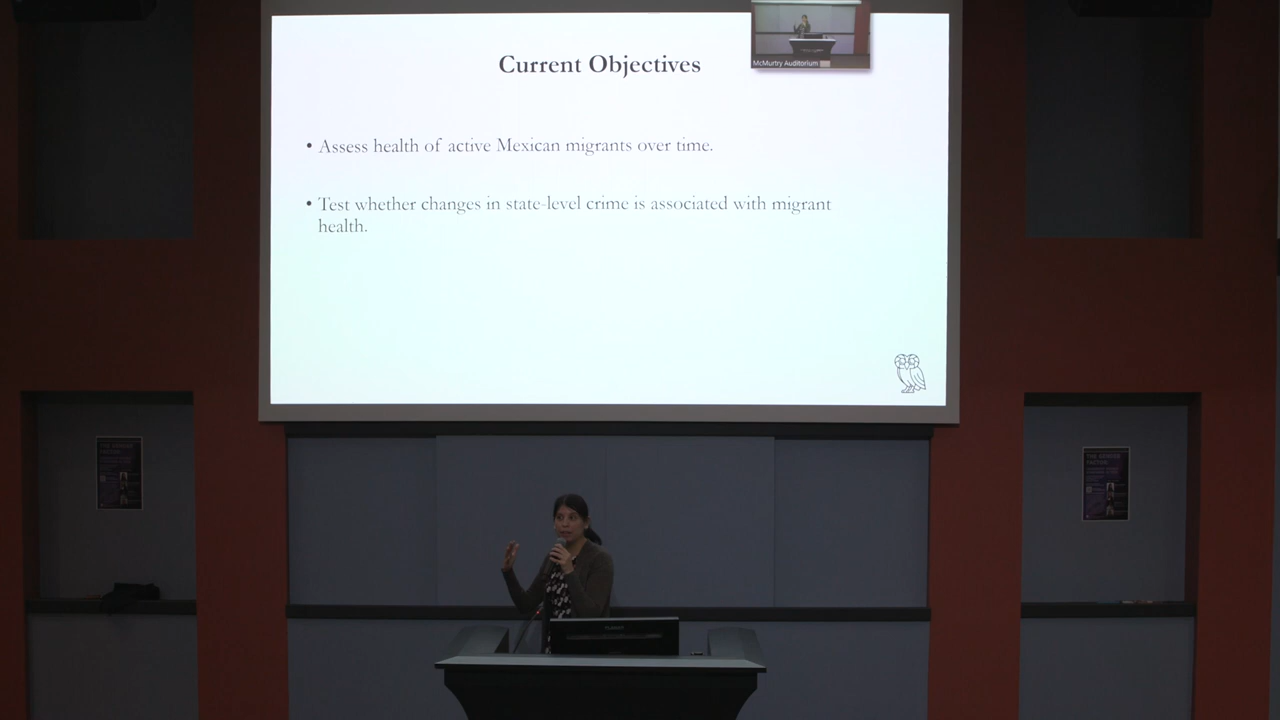 Current Objectives
McMurtry Auditorium
• Assess health of active Mexican migrants over time.
• Test whether changes in state-level crime is associated with migrant
health.